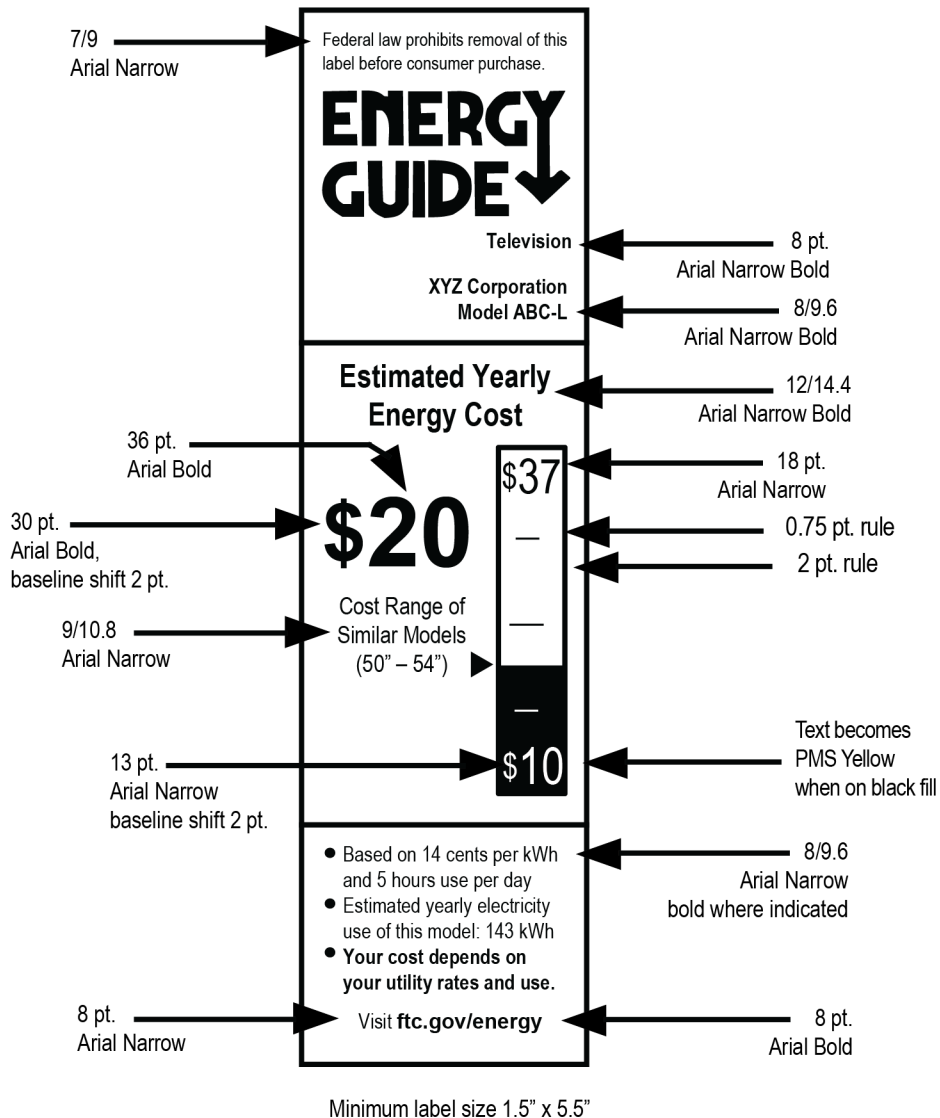 7/9
Arial Narrow
Federal law prohibits removal of this
label before consumer purchase.
ENERGY
GUIDE
Television
8 pt.
Arial Narrow Bold
XYZ Corporation
Model ABC-L
8/9.6
Arial Narrow Bold
Estimated Yearly
Energy Cost
12/14.4
Arial Narrow Bold
36 pt.
Arial Bold
$37
18 pt.
Arial Narrow
30 pt.
Arial Bold,
baseline shift 2 pt.
$20
0.75 pt. rule
2 pt. rule
9/10.8
Arial Narrow
Cost Range of
Similar Models
(50” – 54”)
13 pt.
Arial Narrow
baseline shift 2 pt.
$10
Text becomes
PMS Yellow
when on black fill
● Based on 14 cents per kWh
and 5 hours use per day
● Estimated yearly electricity
use of this model: 143 kWh
● Your cost depends on
your utility rates and use.
8/9.6
Arial Narrow
bold where indicated
8 pt.
Arial Narrow
Visit ftc.gov/energy
8 pt.
Arial Bold
Minimum label size 1.5” x 5.5”